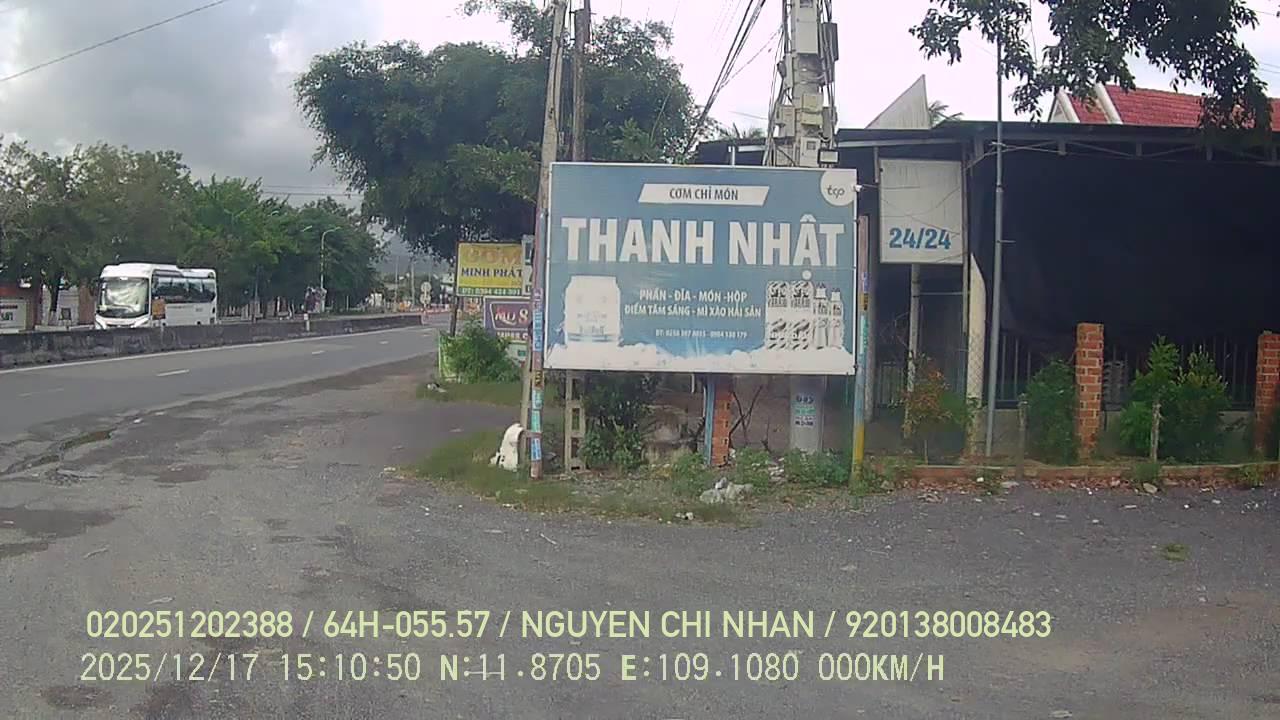 CƠM CHỈ MÓN
tcp
THANH NHẬT
PHẦN - ĐĨA - MÓN -HỘP
ĐIỂM TÂM SÁNG - MÌ XÀO HẢI SẢN
24/24
CƠM
MINH PHÁT
020251202388 / 64H-055.57 / NGUYEN CHI NHAN / 920138008483
2025/12/17 15:10:50 N:11.8705 E:109.1080 000KM/H